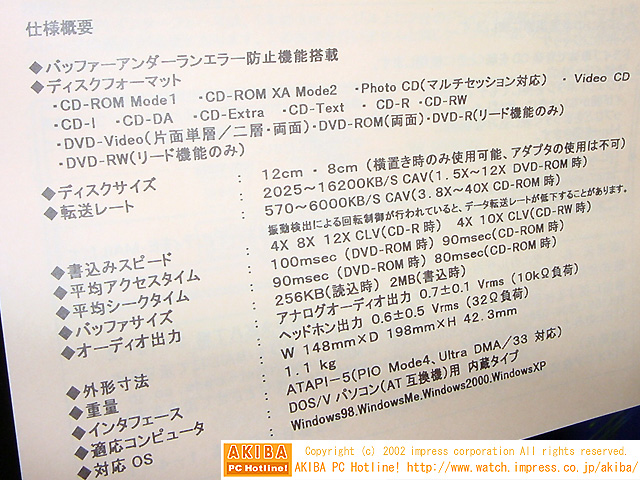 仕様概要
◆バッファーアンダーランエラー防止機能搭載
◆ディスクフォーマット
・CD-ROM Mode1 ・CD-ROM XA Mode2 ・Photo CD(マルチセッション対応) ・Video CD
・CD-I ・CD-DA ・CD-Extra ・CD-Text ・CD-R ・CD-RW
・DVD-Video(片面単層/二層・両面)・DVD-ROM(両面)・DVD-R(リード機能のみ)
・DVD-RW(リード機能のみ)
◆ディスクサイズ : 12cm・8cm (横置き時のみ使用可能、アダプタの使用は不可)
◆転送レート : 2025~16200KB/S CAV(1.5X~12X DVD-ROM時)
570~6000KB/S CAV(3.8X~40X CD-ROM時)
振動検出による回転制御が行われていると、データ転送レートが低下することがあります。
◆書込みスピード : 4X 8X 12X CLV(CD-R時) 4X 10X CLV(CD-RW時)
◆平均アクセスタイム : 100msec (DVD-ROM時) 90msec(CD-ROM時)
◆平均シークタイム : 90msec (DVD-ROM時) 80msec(CD-ROM時)
◆バッファサイズ : 256KB(読込時) 2MB(書込時)
◆オーディオ出力 : アナログオーディオ出力 0.7±0.1 Vrms (10kΩ負荷)
ヘッドホン出力 0.6±0.5 Vrms (32Ω負荷)
◆外形寸法 : W 148mm×D 198mm×H 42.3mm
◆重量 : 1.1 kg
◆インタフェース : ATAPI-5(PIO Mode4、Ultra DMA/33 対応)
◆適応コンピュータ : DOS/V パソコン(AT互換機)用 内蔵タイプ
◆対応 OS : Windows98,WindowsMe,Windows2000,WindowsXP
AKIBA PC Hotline!
Copyright (c) 2002 impress corporation All rights reserved.
AKIBA PC Hotline! http://www.watch.impress.co.jp/akiba/